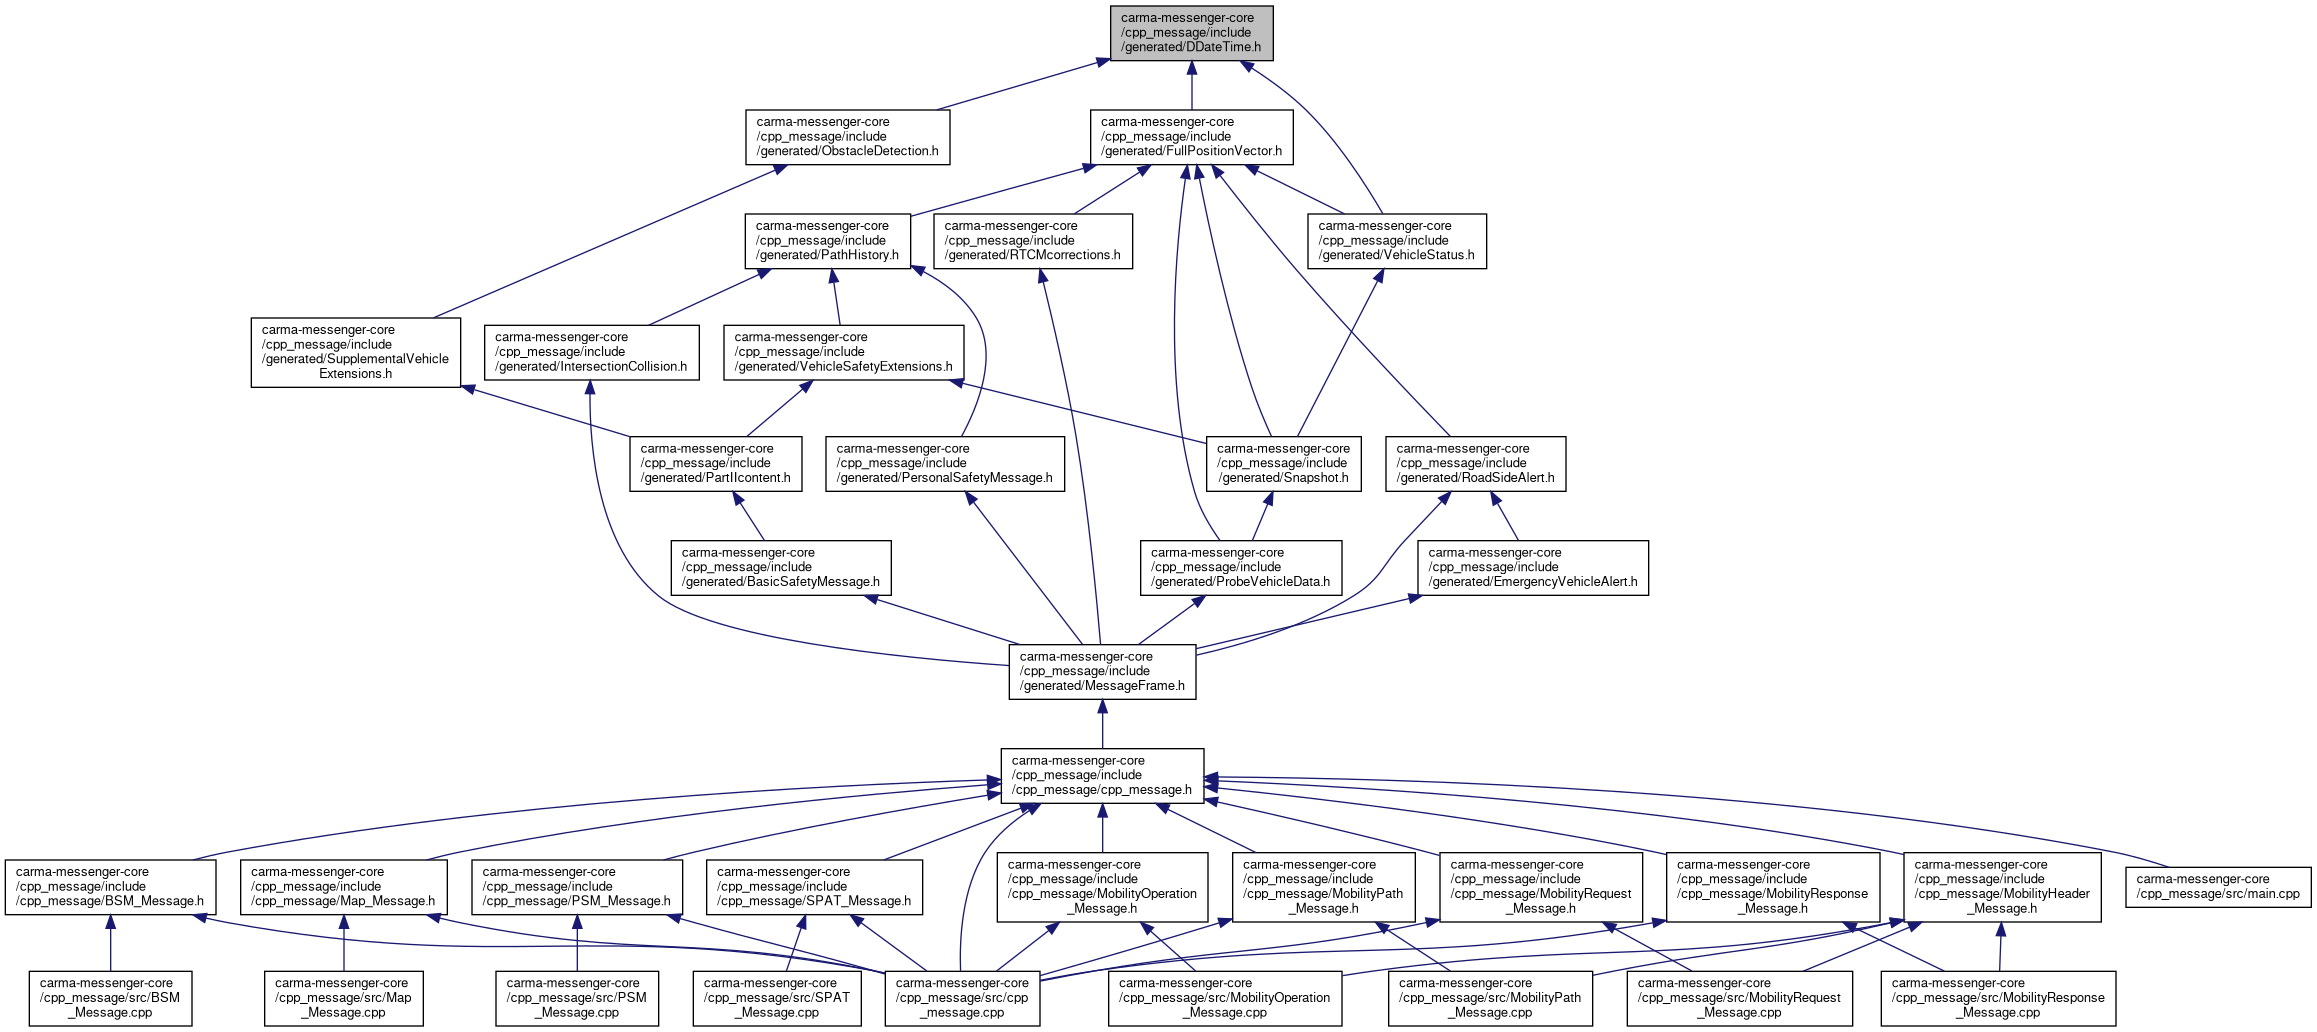 carma-messenger-core
/cpp_message/include
/generated/DDateTime.h
carma-messenger-core
/cpp_message/include
/generated/ObstacleDetection.h
carma-messenger-core
/cpp_message/include
/generated/FullPositionVector.h
carma-messenger-core
/cpp_message/include
/generated/PathHistory.h
carma-messenger-core
/cpp_message/include
/generated/RTCMcorrections.h
carma-messenger-core
/cpp_message/include
/generated/VehicleStatus.h
carma-messenger-core
/cpp_message/include
/generated/SupplementalVehicle
Extensions.h
carma-messenger-core
/cpp_message/include
/generated/IntersectionCollision.h
carma-messenger-core
/cpp_message/include
/generated/VehicleSafetyExtensions.h
carma-messenger-core
/cpp_message/include
/generated/PartIIcontent.h
carma-messenger-core
/cpp_message/include
/generated/PersonalSafetyMessage.h
carma-messenger-core
/cpp_message/include
/generated/Snapshot.h
carma-messenger-core
/cpp_message/include
/generated/RoadSideAlert.h
carma-messenger-core
/cpp_message/include
/generated/BasicSafetyMessage.h
carma-messenger-core
/cpp_message/include
/generated/ProbeVehicleData.h
carma-messenger-core
/cpp_message/include
/generated/EmergencyVehicleAlert.h
carma-messenger-core
/cpp_message/include
/generated/MessageFrame.h
carma-messenger-core
/cpp_message/include
/cpp_message/cpp_message.h
carma-messenger-core
/cpp_message/include
/cpp_message/BSM_Message.h
carma-messenger-core
/cpp_message/include
/cpp_message/Map_Message.h
carma-messenger-core
/cpp_message/include
/cpp_message/PSM_Message.h
carma-messenger-core
/cpp_message/include
/cpp_message/SPAT_Message.h
carma-messenger-core
/cpp_message/include
/cpp_message/MobilityOperation
_Message.h
carma-messenger-core
/cpp_message/include
/cpp_message/MobilityPath
_Message.h
carma-messenger-core
/cpp_message/include
/cpp_message/MobilityRequest
_Message.h
carma-messenger-core
/cpp_message/include
/cpp_message/MobilityResponse
_Message.h
carma-messenger-core
/cpp_message/include
/cpp_message/MobilityHeader
_Message.h
carma-messenger-core
/cpp_message/src/main.cpp
carma-messenger-core
/cpp_message/src/BSM
_Message.cpp
carma-messenger-core
/cpp_message/src/Map
_Message.cpp
carma-messenger-core
/cpp_message/src/PSM
_Message.cpp
carma-messenger-core
/cpp_message/src/SPAT
_Message.cpp
carma-messenger-core
/cpp_message/src/cpp
_message.cpp
carma-messenger-core
/cpp_message/src/MobilityOperation
_Message.cpp
carma-messenger-core
/cpp_message/src/MobilityPath
_Message.cpp
carma-messenger-core
/cpp_message/src/MobilityRequest
_Message.cpp
carma-messenger-core
/cpp_message/src/MobilityResponse
_Message.cpp